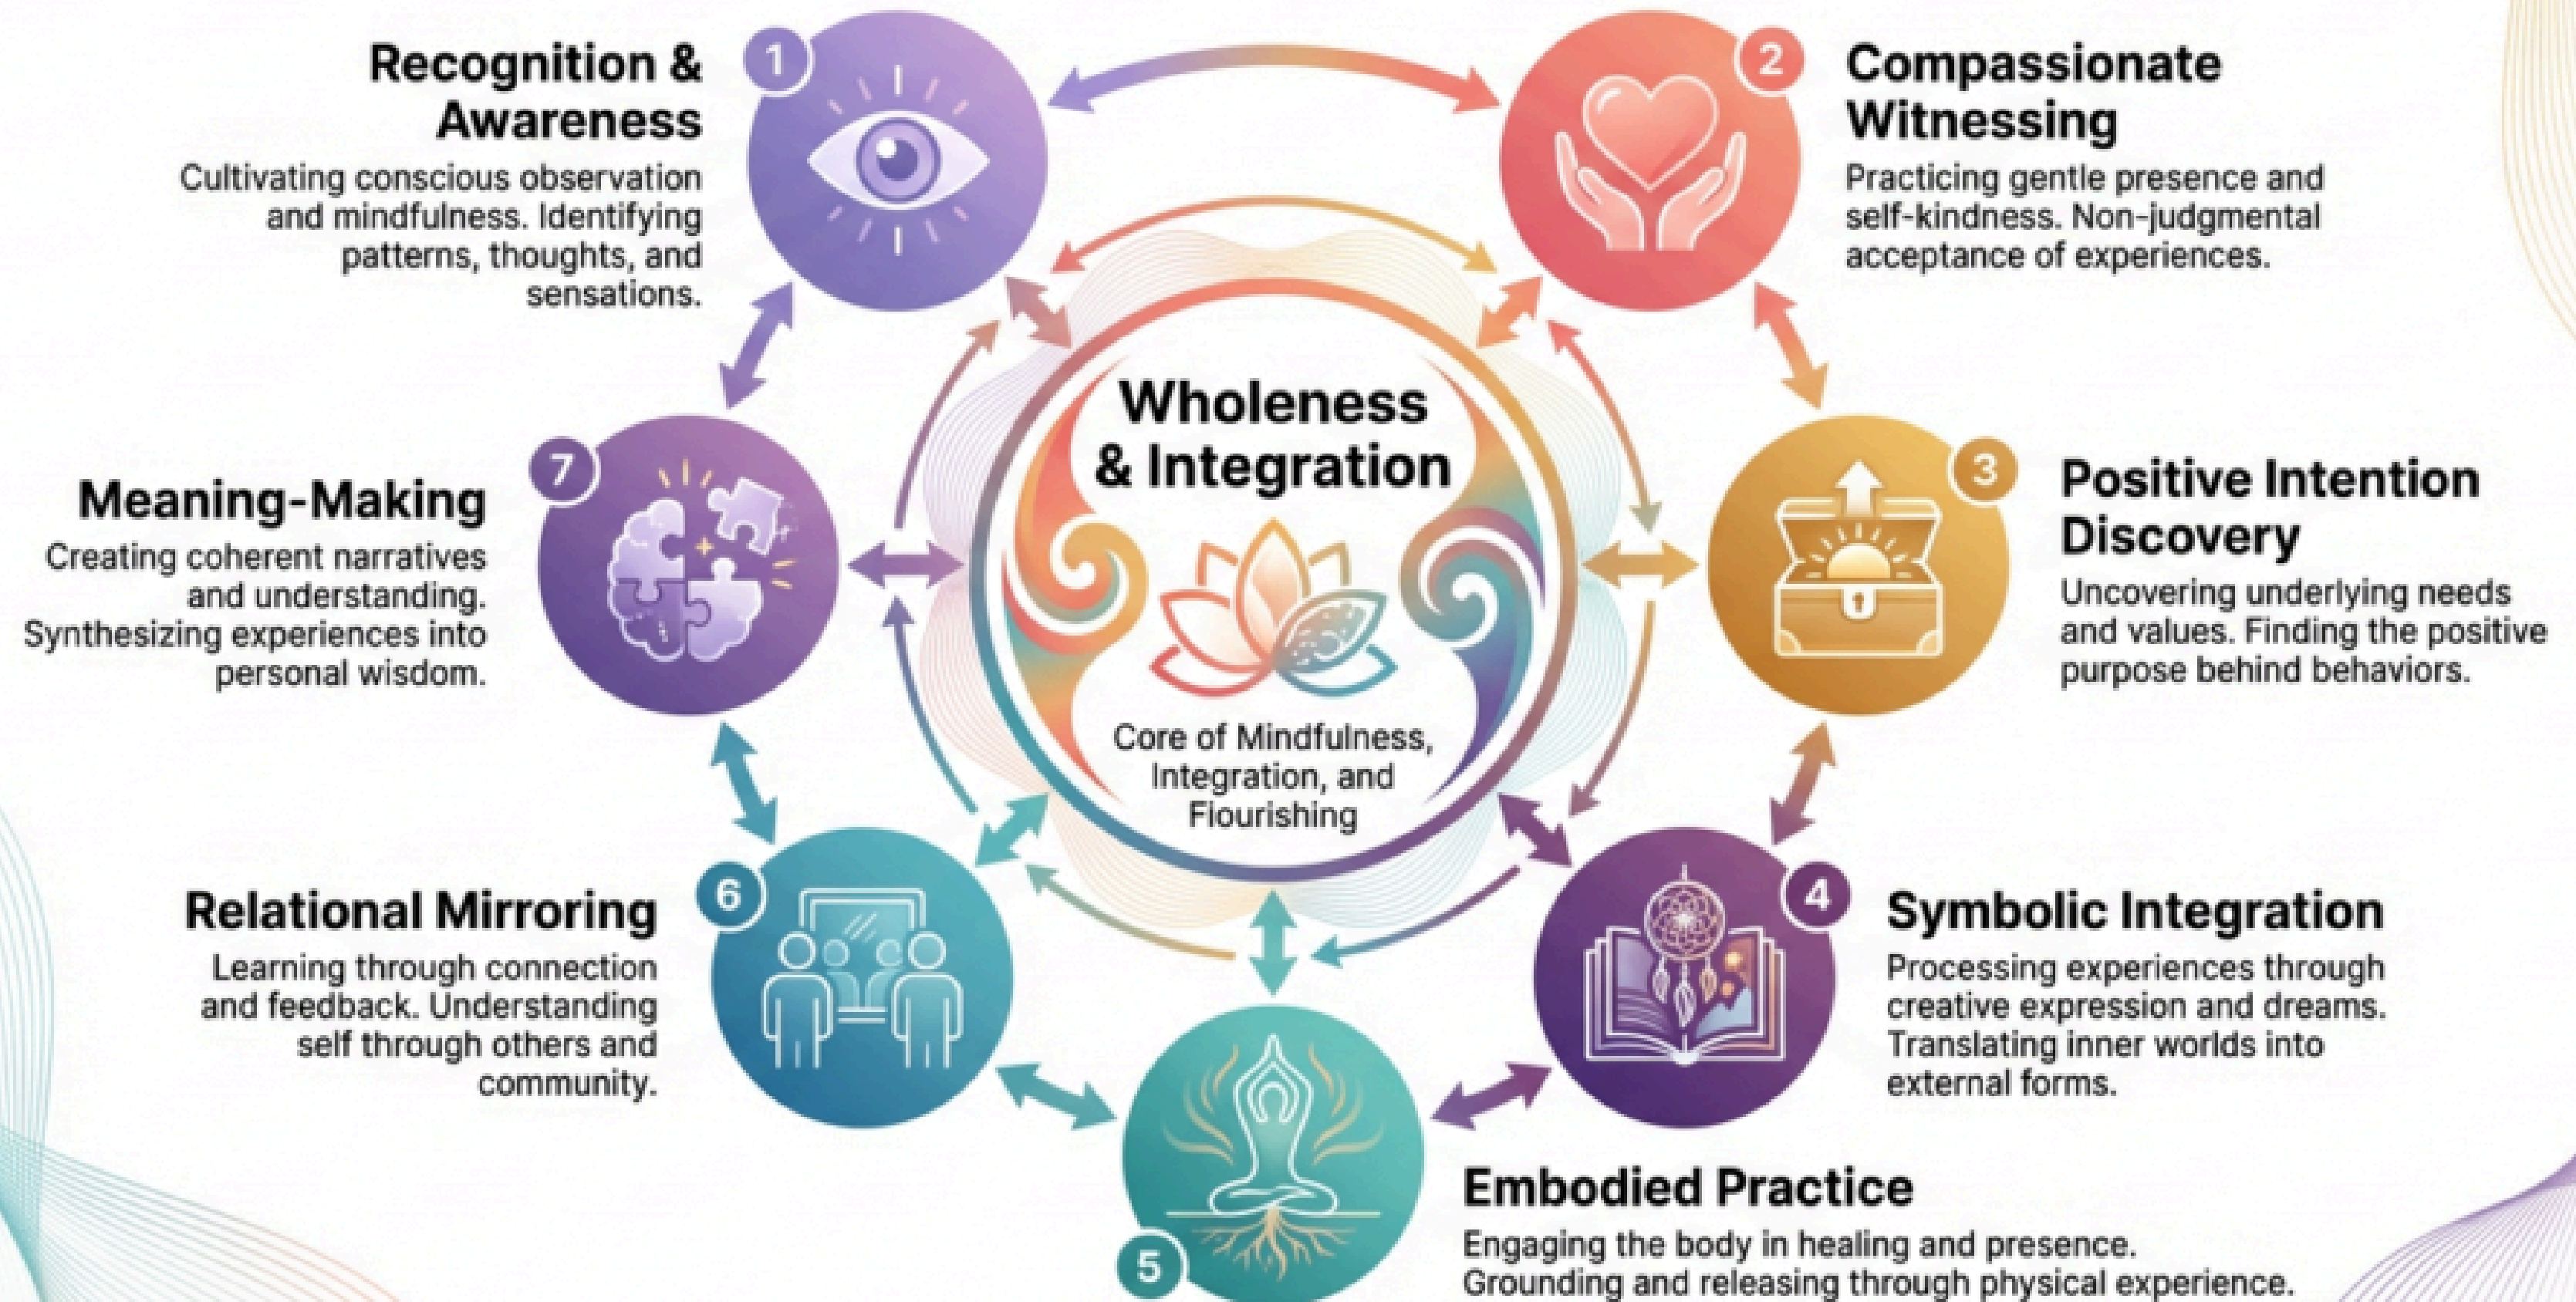 1
Recognition &
Awareness
Cultivating conscious observation
and mindfulness. Identifying
patterns, thoughts, and
sensations.
2
Compassionate
Witnessing
Practicing gentle presence and
self-kindness. Non-judgmental
acceptance of experiences.
Wholeness
& Integration
Core of Mindfulness,
Integration, and
Flourishing
3
Positive Intention
Discovery
Uncovering underlying needs
and values. Finding the positive
purpose behind behaviors.
4
Symbolic Integration
Processing experiences through
creative expression and dreams.
Translating inner worlds into
external forms.
5
Embodied Practice
Engaging the body in healing and presence.
Grounding and releasing through physical experience.
6
Relational Mirroring
Learning through connection
and feedback. Understanding
self through others and
community.
7
Meaning-Making
Creating coherent narratives
and understanding.
Synthesizing experiences into
personal wisdom.